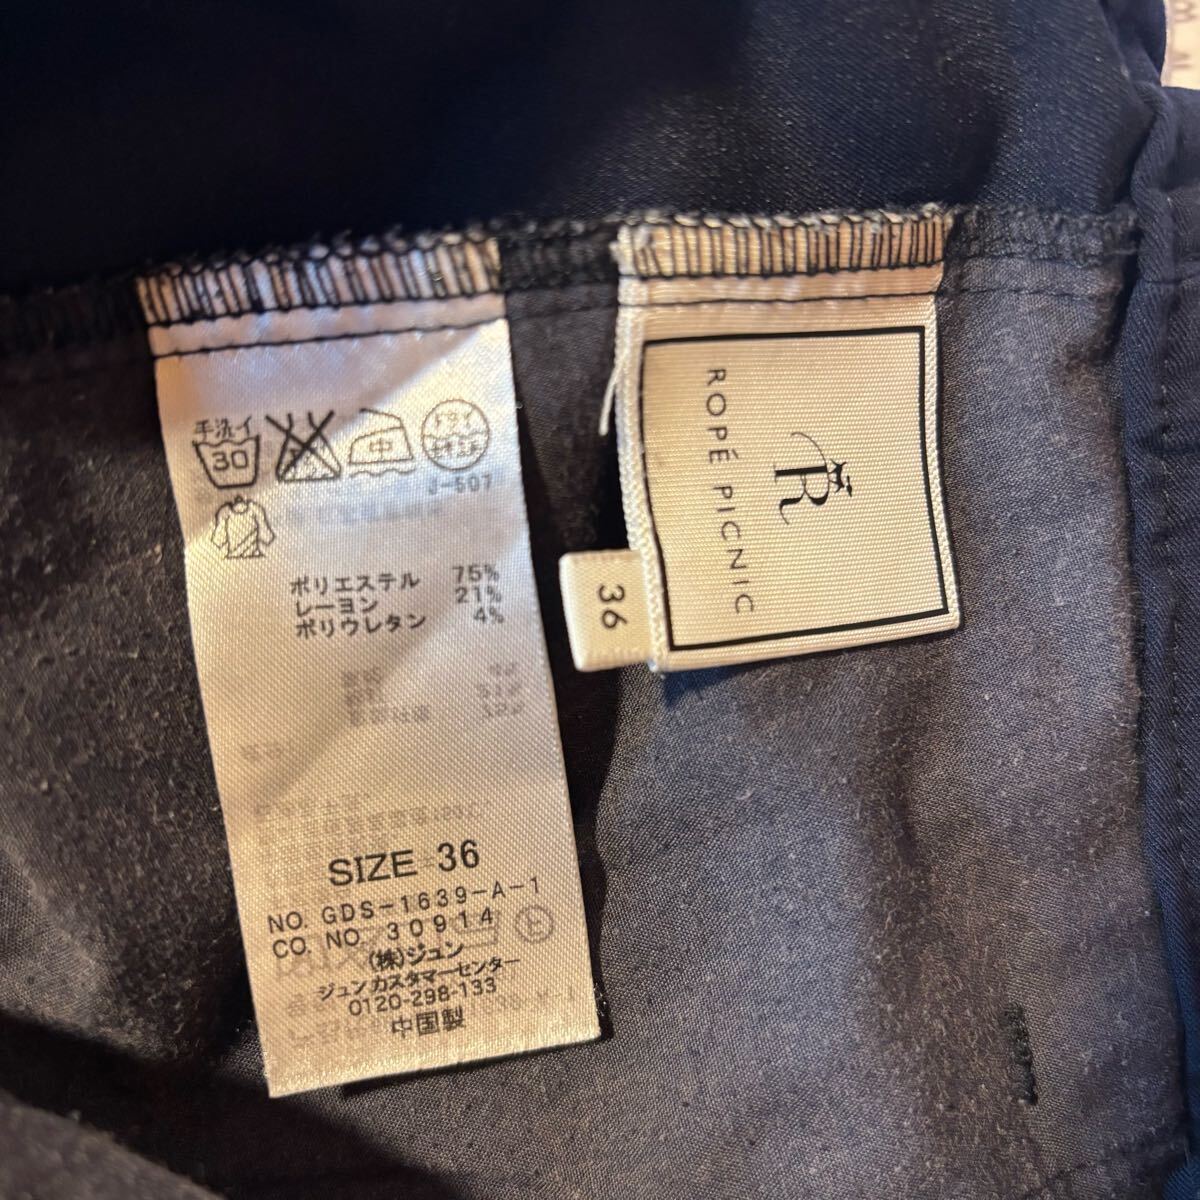 手洗イ
30
中
ドライ
J-507
ポリエステル 75%
レーヨン 21%
ポリウレタン 4%
SIZE 36
NO. GDS-1639-A-1
CO. NO. 30914
(株)ジュン
ジュンカスタマーセンター
0120-298-133
中国製
ROPÉ PICNIC
R
36